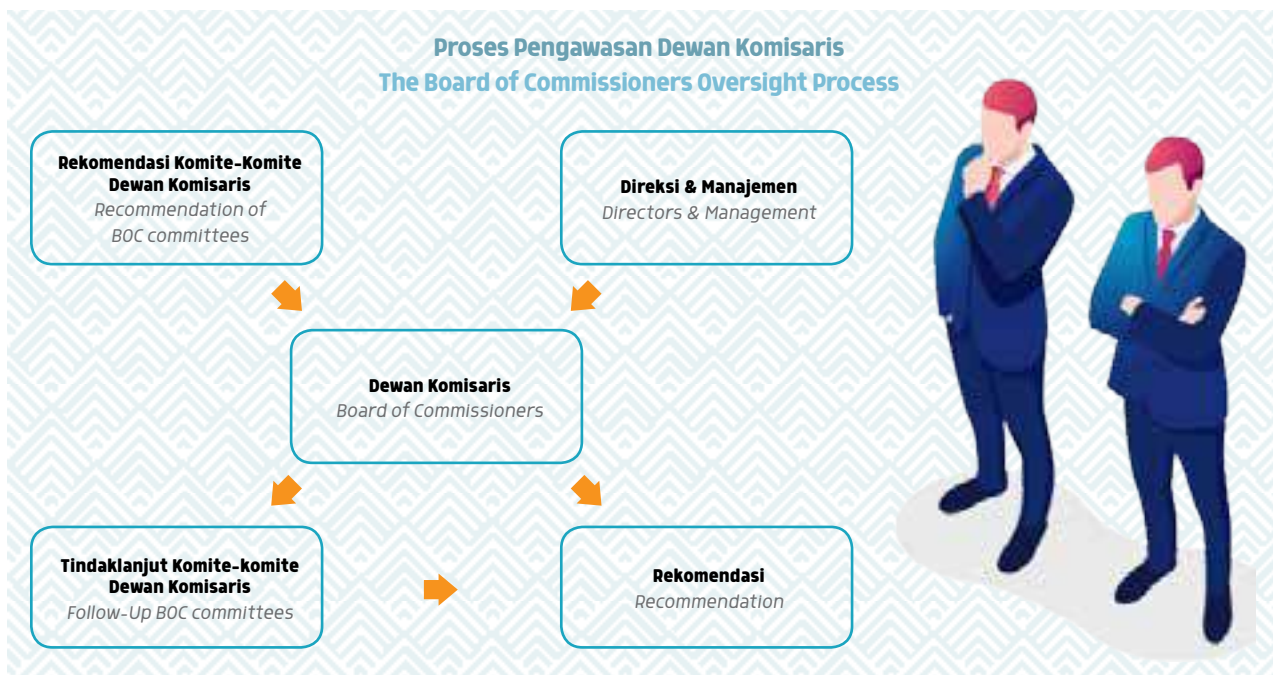 Proses Pengawasan Dewan Komisaris
The Board of Commissioners Oversight Process
Rekomendasi Komite-Komite
Dewan Komisaris
Recommendation of
BOC committees
Direksi & Manajemen
Directors & Management
Dewan Komisaris
Board of Commissioners
Tindaklanjut Komite-komite
Dewan Komisaris
Follow-Up BOC committees
Rekomendasi
Recommendation